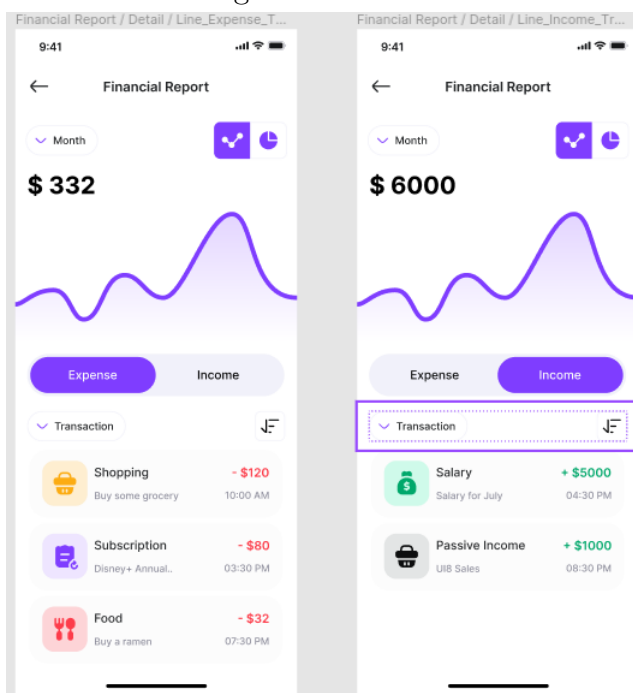 Financial Report / Detail / Line_Expense_T...
9:41
Financial Report
Month
$ 332
Expense
Income
Transaction
Shopping
- $120
Buy some grocery
10:00 AM
Subscription
- $80
Disney+ Annual..
03:30 PM
Food
- $32
Buy a ramen
07:30 PM
Financial Report / Detail / Line_Income_Tr...
9:41
Financial Report
Month
$ 6000
Expense
Income
Transaction
$
Salary
+ $5000
Salary for July
04:30 PM
Passive Income
+ $1000
UI8 Sales
08:30 PM